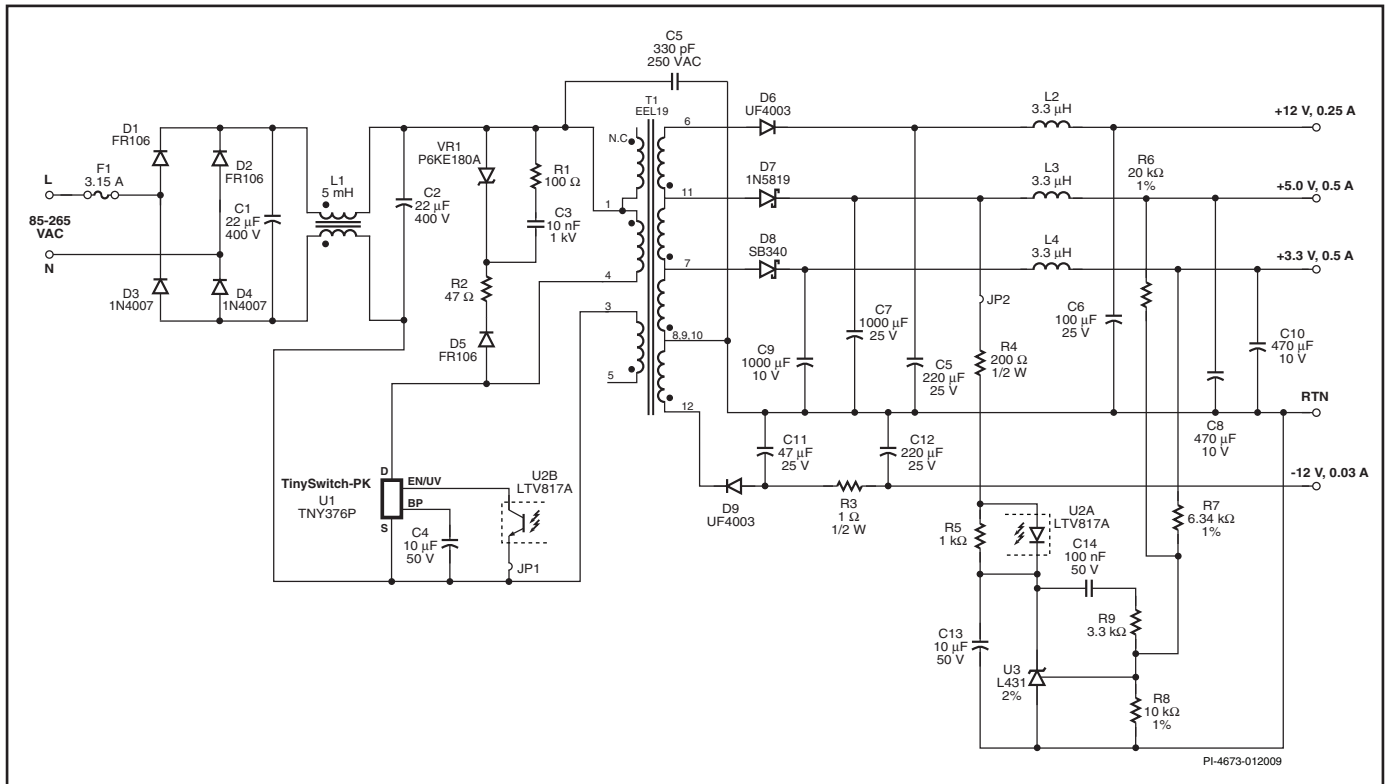 C5
330 pF
250 VAC
T1
EEL19
D6
UF4003
L2
3.3 µH
+12 V, 0.25 A
D1
FR106
F1
3.15 A
L
D2
FR106
L1
5 mH
C2
22 µF
400 V
VR1
P6KE180A
R1
100 Ω
N.C.
6
D7
1N5819
L3
3.3 µH
R6
20 kΩ
1%
+5.0 V, 0.5 A
11
85-265
VAC
C1
22 µF
400 V
C3
10 nF
1 kV
1
D8
SB340
L4
3.3 µH
+3.3 V, 0.5 A
7
N
D3
1N4007
D4
1N4007
R2
47 Ω
4
3
JP2
D5
FR106
8,9,10
5
12
C9
1000 µF
10 V
C7
1000 µF
25 V
C5
220 µF
25 V
R4
200 Ω
1/2 W
C6
100 µF
25 V
C10
470 µF
10 V
RTN
C8
470 µF
10 V
C11
47 µF
25 V
C12
220 µF
25 V
-12 V, 0.03 A
D9
UF4003
R3
1 Ω
1/2 W
TinySwitch-PK
U1
TNY376P
D
S
EN/UV
BP
C4
10 µF
50 V
U2B
LTV817A
JP1
R5
1 kΩ
U2A
LTV817A
C14
100 nF
50 V
R7
6.34 kΩ
1%
C13
10 µF
50 V
R9
3.3 kΩ
U3
L431
2%
R8
10 kΩ
1%
PI-4673-012009